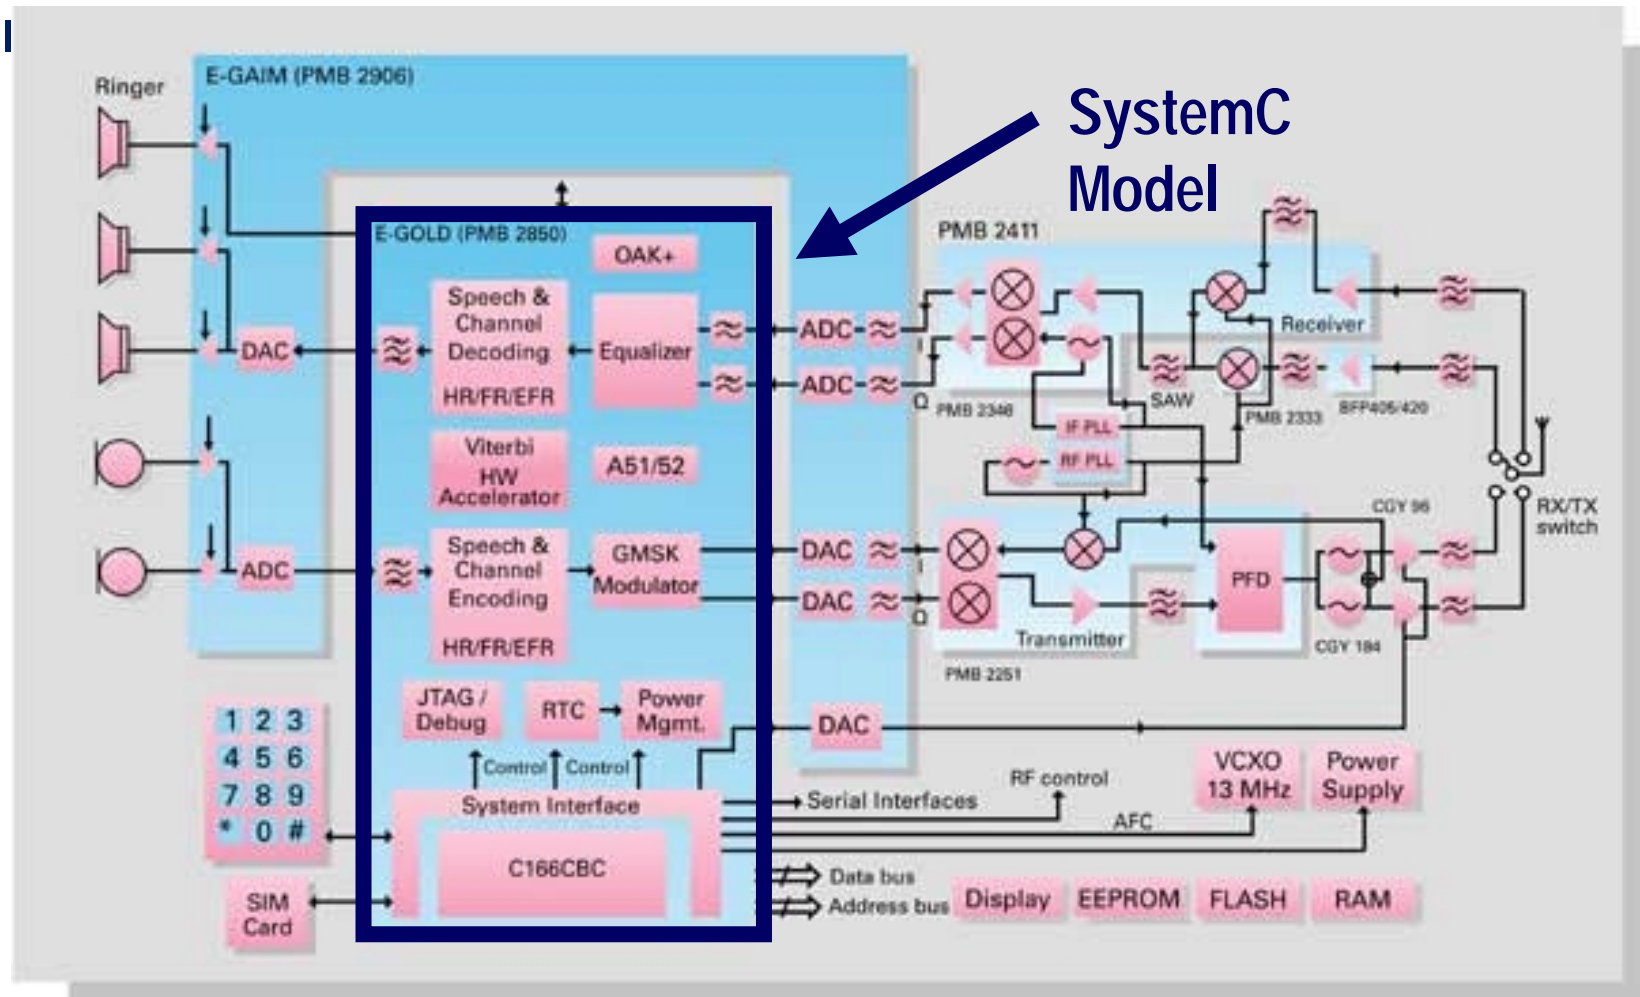 E-GAIM (PMB 2906)
Ringer
SystemC
Model
E-GOLD (PMB 2850)
OAK+
PMB 2411
Speech &
Channel
Decoding
HR/FR/EFR
Equalizer
DAC
ADC
ADC
I
Q
Receiver
PMB 2346
SAW
PMB 2333
BFP405/420
IF PLL
RF PLL
Viterbi
HW
Accelerator
A51/52
RX/TX
switch
CGY 96
Speech &
Channel
Encoding
HR/FR/EFR
GMSK
Modulator
ADC
DAC
DAC
I
Q
PFD
Transmitter
PMB 2251
CGY 184
JTAG /
Debug
RTC
Power
Mgmt.
DAC
Control
Control
1 2 3
4 5 6
7 8 9
* 0 #
System Interface
C166CBC
SIM
Card
Serial Interfaces
RF control
AFC
VCXO
13 MHz
Power
Supply
Data bus
Address bus
Display
EEPROM
FLASH
RAM